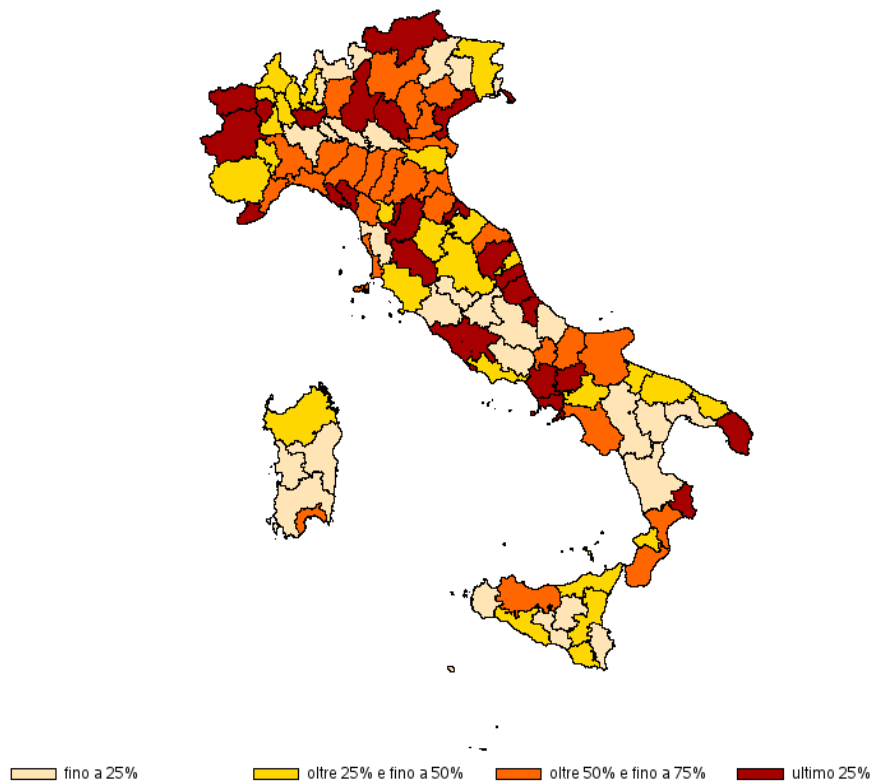 fino a 25%
oltre 25% e fino a 50%
oltre 50% e fino a 75%
ultimo 25%